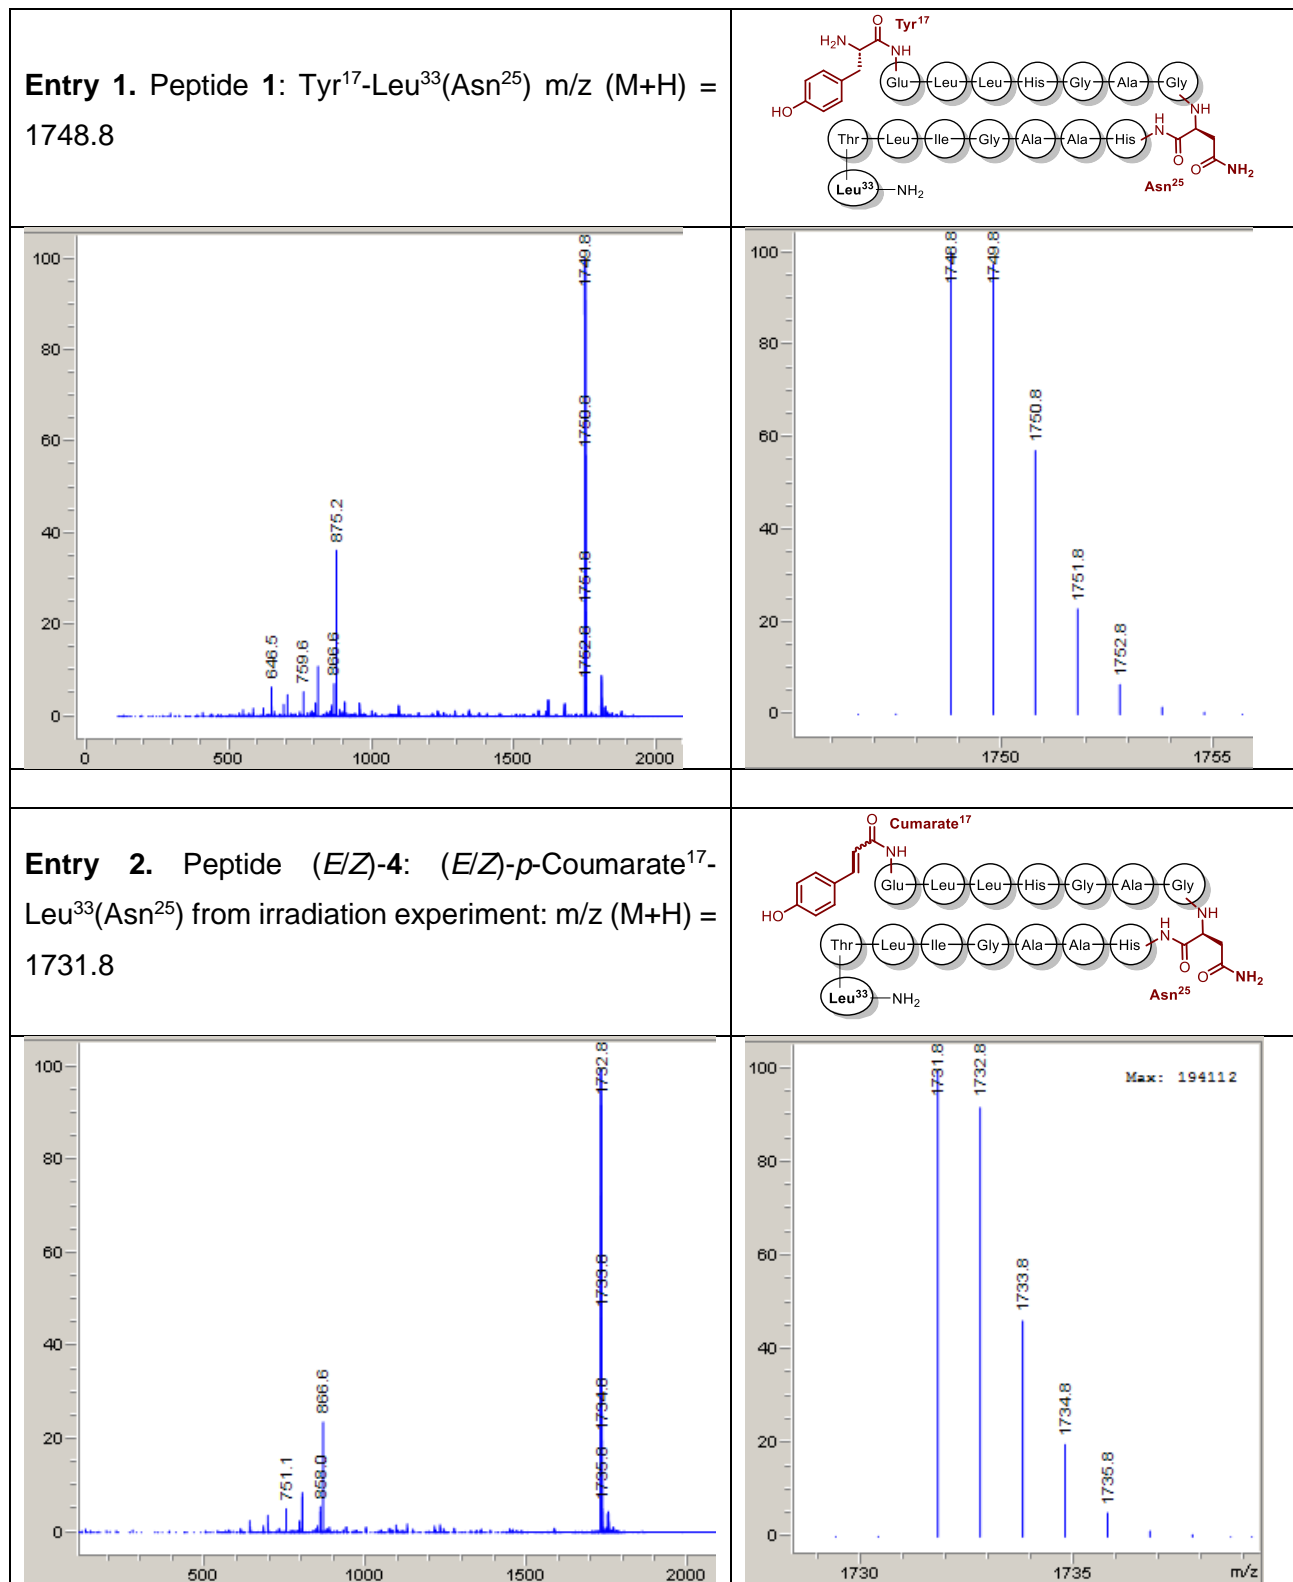 Entry 1. Peptide 1: Tyr17-Leu33(Asn25) m/z (M+H) =
1748.8
O
Tyr17
H2N
NH
HO
Glu Leu Leu His Gly Ala Gly
NH
Thr Leu Ile Gly Ala Ala His
H
N
O
O
NH2
Leu33 NH2
Asn25
100
80
60
40
20
0
0 500 1000 1500 2000
646.5
759.6
866.6
875.2
1749.8
1750.8
1751.8
1752.8
100
80
60
40
20
0
1750 1755
1748.8
1749.8
1750.8
1751.8
1752.8
Entry 2. Peptide (E/Z)-4: (E/Z)-p-Coumarate17-
Leu33(Asn25) from irradiation experiment: m/z (M+H) =
1731.8
O
Cumarate17
NH
HO
Glu Leu Leu His Gly Ala Gly
NH
Thr Leu Ile Gly Ala Ala His
H
N
O
O
NH2
Leu33 NH2
Asn25
100
80
60
40
20
0
500 1000 1500 2000
751.1
858.0
866.6
1732.8
1733.8
1734.8
1735.8
Max: 194112
100
80
60
40
20
0
1730 1735 m/z
1731.8
1732.8
1733.8
1734.8
1735.8